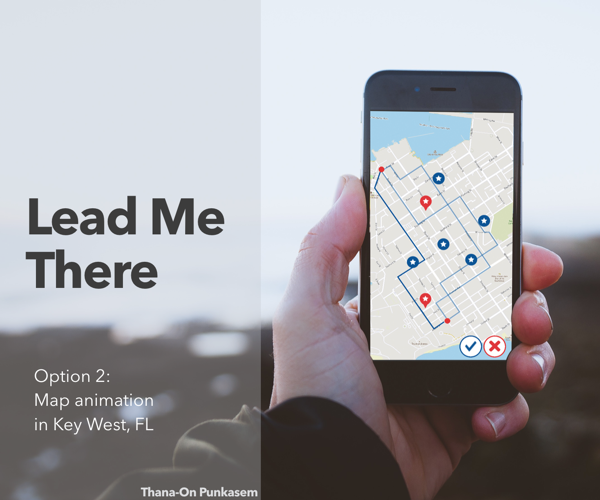 Lead Me
There
Option 2:
Map animation
in Key West, FL
Thana-On Punkasem